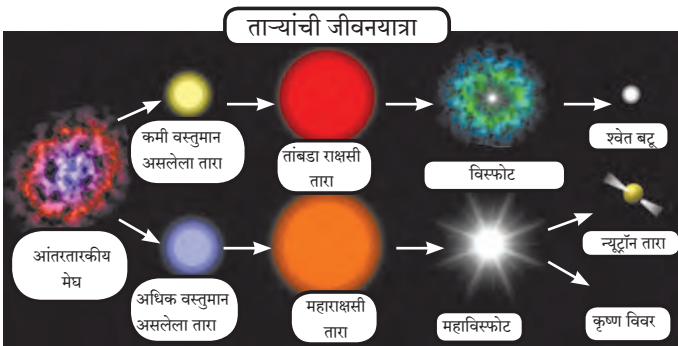 ताऱ्यांची जीवनयात्रा
कमी वस्तुमान
असलेला तारा
तांबडा राक्षसी
तारा
विस्फोट
श्वेत बटू
आंतरतारकीय
मेघ
अधिक वस्तुमान
असलेला तारा
महाराक्षसी
तारा
महाविस्फोट
न्यूट्रॉन तारा
कृष्ण विवर